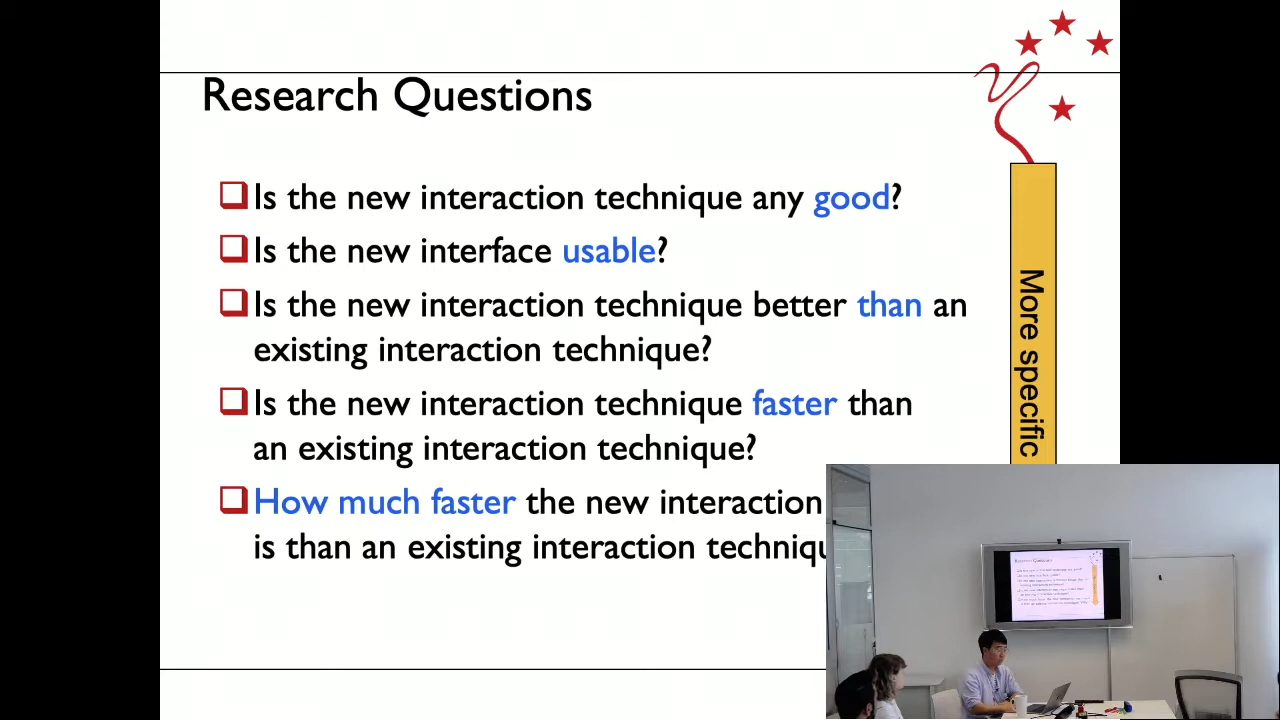 Research Questions
Is the new interaction technique any good?
Is the new interface usable?
Is the new interaction technique better than an
existing interaction technique?
Is the new interaction technique faster than
an existing interaction technique?
How much faster the new interaction
is than an existing interaction
More specific
Research Questions